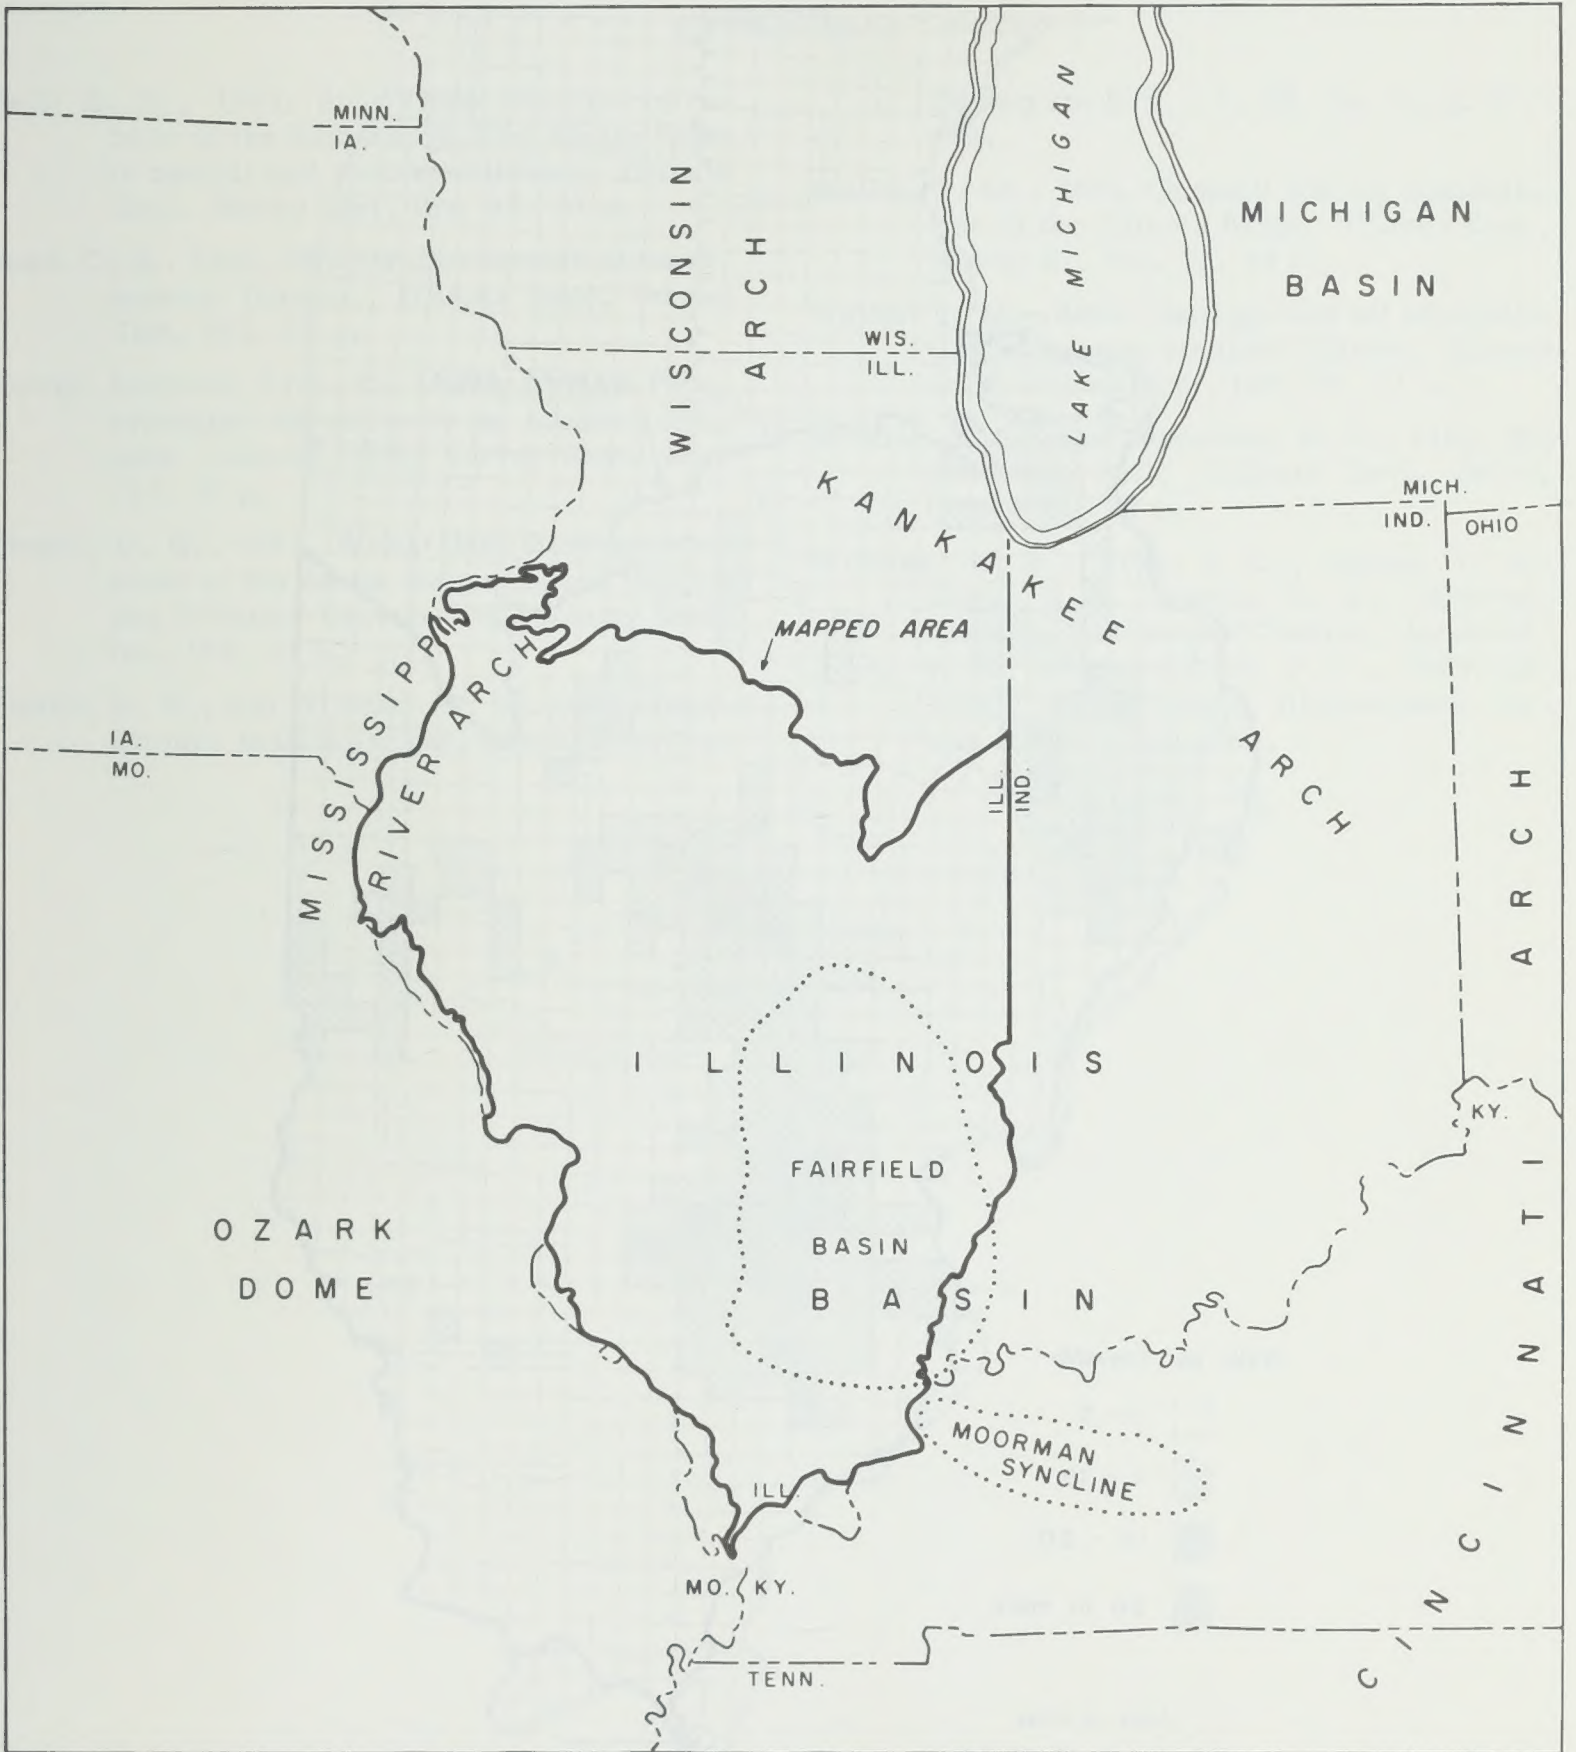 MINN.
IA.
WISCONSIN
ARCH
LAKE MICHIGAN
MICHIGAN
BASIN
WIS.
ILL.
KANKAKEE
ARCH
MICH.
IND.
OHIO
MAPPED AREA
MISSISSIPPI
RIVER ARCH
IA.
MO.
ILL.
IND.
ILLINOIS
BASIN
FAIRFIELD
BASIN
KY.
OZARK
DOME
CINCINNATI ARCH
MOORMAN
SYNCLINE
ILL.
MO.
KY.
TENN.